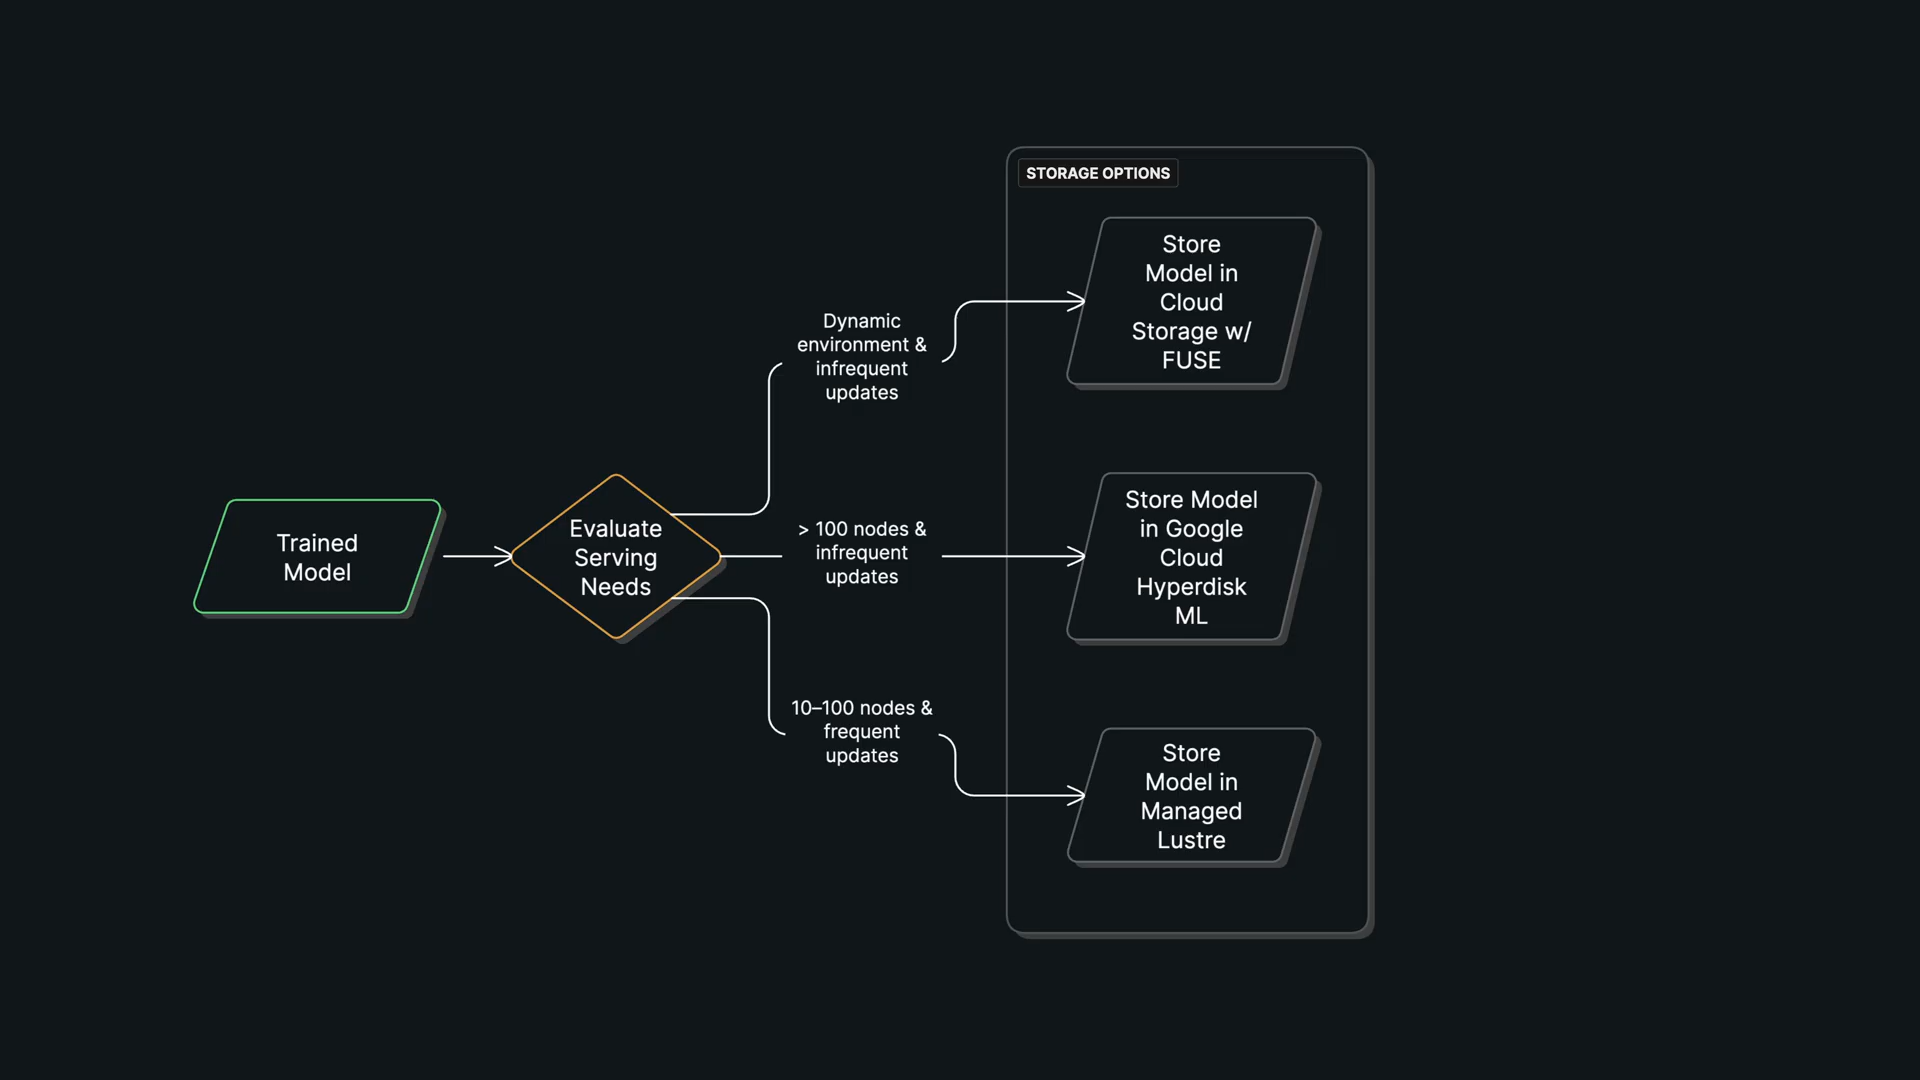 STORAGE OPTIONS
Store
Model in
Cloud
Storage w/
FUSE
Dynamic
environment &
infrequent
updates
Trained
Model
Evaluate
Serving
Needs
> 100 nodes &
infrequent
updates
Store Model
in Google
Cloud
Hyperdisk
ML
10–100 nodes &
frequent
updates
Store
Model in
Managed
Lustre